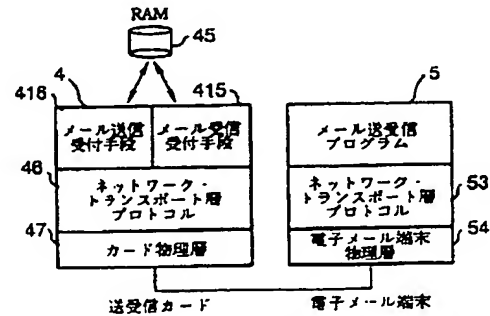 RAM
45
4
416
415
メール送信
受付手段
メール受信
受付手段
46
ネットワーク・
トランスポート層
プロトコル
47
カード物理層
送受信カード
5
メール送受信
プログラム
ネットワーク・
トランスポート層
プロトコル
53
電子メール端末
物理層
54
電子メール端末